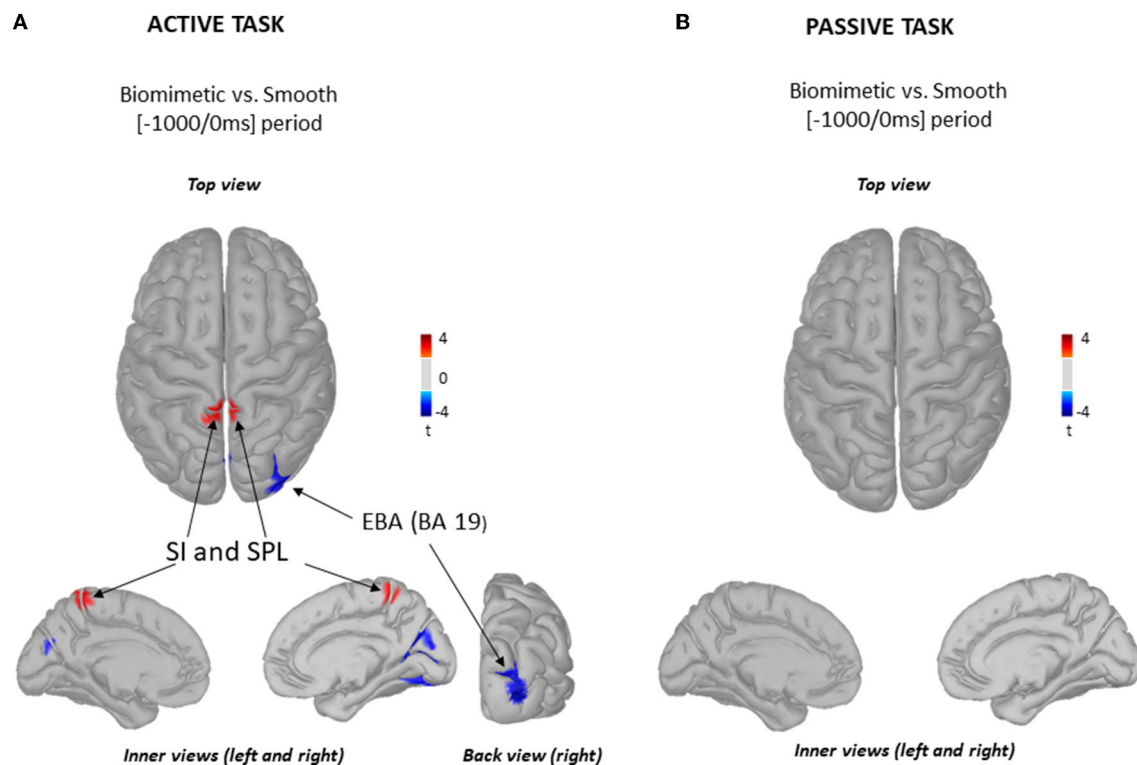 A
ACTIVE TASK
Biomimetic vs. Smooth
[-1000/0ms] period
Top view
4
0
-4
t
EBA (BA 19)
SI and SPL
Inner views (left and right)
Back view (right)
B
PASSIVE TASK
Biomimetic vs. Smooth
[-1000/0ms] period
Top view
4
-4
t
Inner views (left and right)